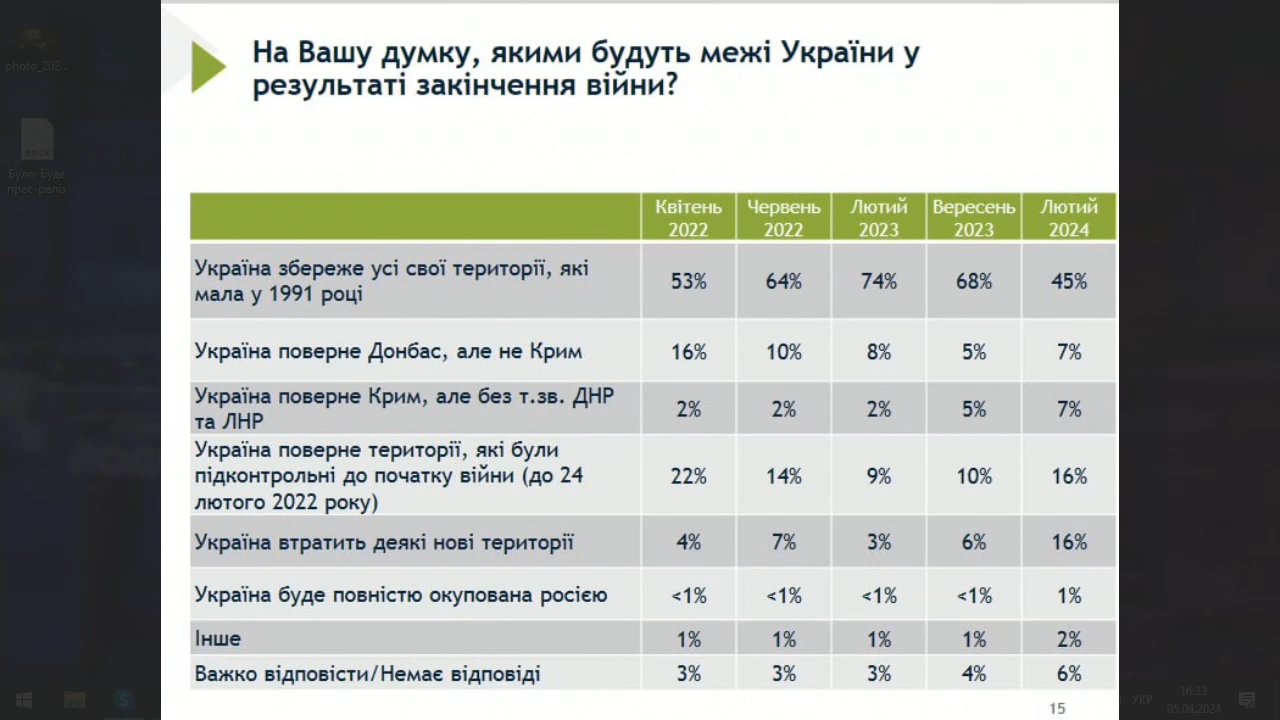 На Вашу думку, якими будуть межі України у
результаті закінчення війни?
Квітень 2022 Червень 2022 Лютий 2023 Вересень 2023 Лютий 2024
Україна збереже усі свої території, які
мала у 1991 році
53% 64% 74% 68% 45%
Україна поверне Донбас, але не Крим 16% 10% 8% 5% 7%
Україна поверне Крим, але без т.зв. ДНР
та ЛНР
2% 2% 2% 5% 7%
Україна поверне території, які були
підконтрольні до початку війни (до 24
лютого 2022 року)
22% 14% 9% 10% 16%
Україна втратить деякі нові території 4% 7% 3% 6% 16%
Україна буде повністю окупована росією <1% <1% <1% <1% 1%
Інше 1% 1% 1% 1% 2%
Важко відповісти/Немає відповіді 3% 3% 3% 4% 6%
15
photo_202...
DOCX
Було-Буде
прес-реліз
УКР
16:23
05.04.2024